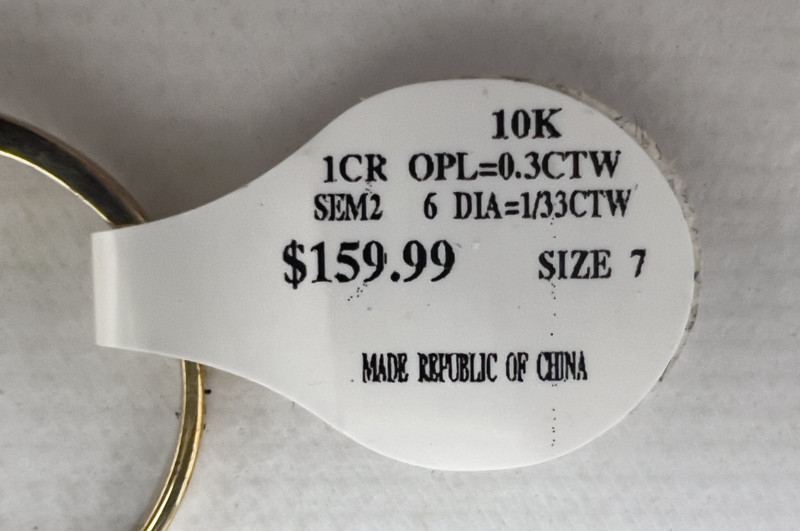 10K
1CR OPL=0.3CTW
SEM2 6 DIA=1/33CTW
$159.99 SIZE 7
MADE REPUBLIC OF CHINA